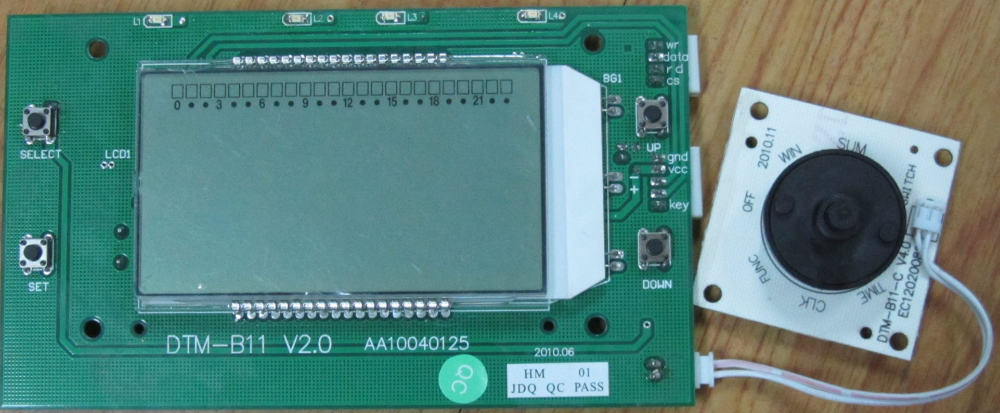 L1
L2
L3
L4
wr
data
rd
cs
BG1
0 3 6 9 12 15 18 21
SELECT
LCD1
UP
gnd
vcc
-
+
key
SET
DOWN
DTM-B11 V2.0
AA10040125
2010.06
QC
HM 01
JDQ QC PASS
2010.11
WIN
SUM
OFF
FUNC
CLK
TIME
SWITCH
DTM-B11-C V4.0